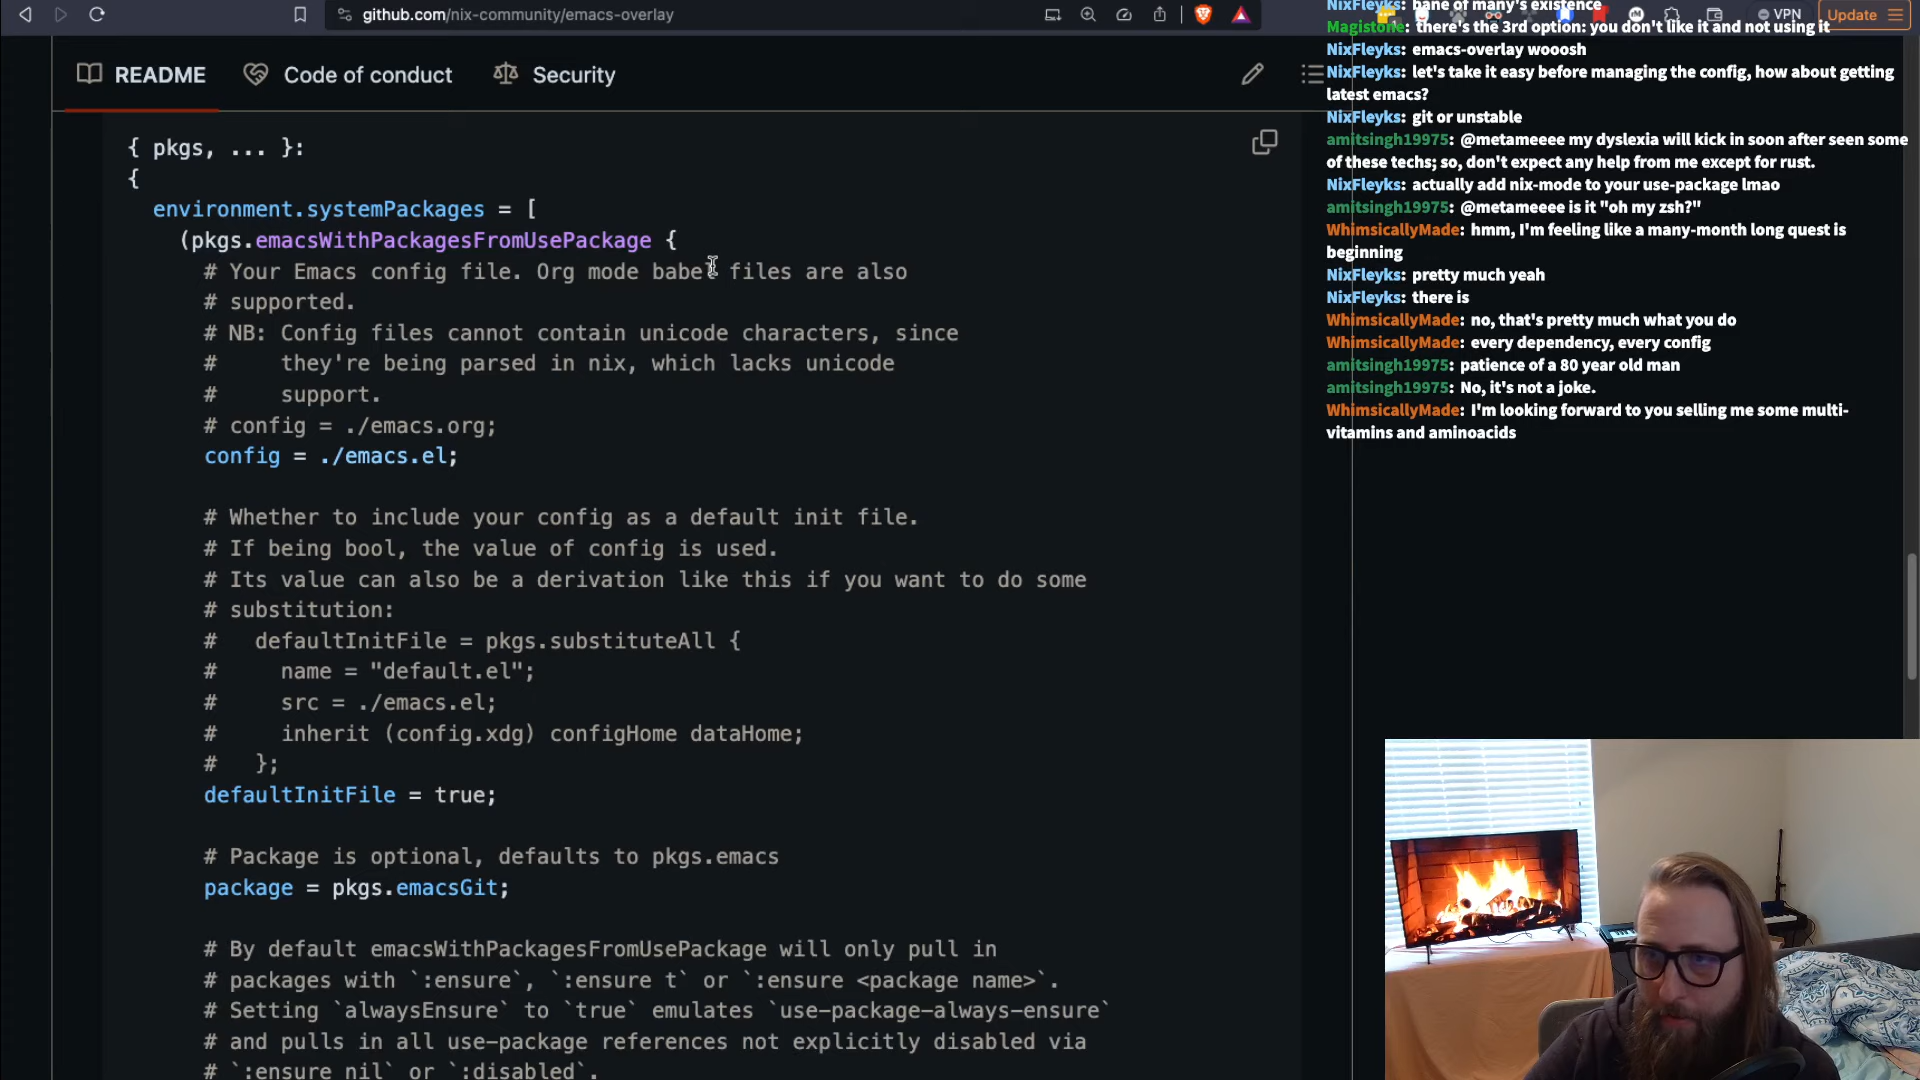 github.com/nix-community/emacs-overlay
VPN
Update
README
Code of conduct
Security
{ pkgs, ... }:
{
environment.systemPackages = [
(pkgs.emacsWithPackagesFromUsePackage {
# Your Emacs config file. Org mode babel files are also
# supported.
# NB: Config files cannot contain unicode characters, since
# they're being parsed in nix, which lacks unicode
# support.
# config = ./emacs.org;
config = ./emacs.el;
# Whether to include your config as a default init file.
# If being bool, the value of config is used.
# Its value can also be a derivation like this if you want to do some
# substitution:
# defaultInitFile = pkgs.substituteAll {
# name = "default.el";
# src = ./emacs.el;
# inherit (config.xdg) configHome dataHome;
# };
defaultInitFile = true;
# Package is optional, defaults to pkgs.emacs
package = pkgs.emacsGit;
# By default emacsWithPackagesFromUsePackage will only pull in
# packages with `:ensure`, `:ensure t` or `:ensure <package name>`.
# Setting `alwaysEnsure` to `true` emulates `use-package-always-ensure`
# and pulls in all use-package references not explicitly disabled via
# `:ensure nil` or `:disabled`.
NixFleyks: bane of many's existence
Magistone: there's the 3rd option: you don't like it and not using it
NixFleyks: emacs-overlay wooosh
NixFleyks: let's take it easy before managing the config, how about getting
latest emacs?
NixFleyks: git or unstable
amitsingh19975: @metameeee my dyslexia will kick in soon after seen some
of these techs; so, don't expect any help from me except for rust.
NixFleyks: actually add nix-mode to your use-package lmao
amitsingh19975: @metameeee is it "oh my zsh?"
WhimsicallyMade: hmm, I'm feeling like a many-month long quest is
beginning
NixFleyks: pretty much yeah
NixFleyks: there is
WhimsicallyMade: no, that's pretty much what you do
WhimsicallyMade: every dependency, every config
amitsingh19975: patience of a 80 year old man
amitsingh19975: No, it's not a joke.
WhimsicallyMade: I'm looking forward to you selling me some multi-
vitamins and aminoacids